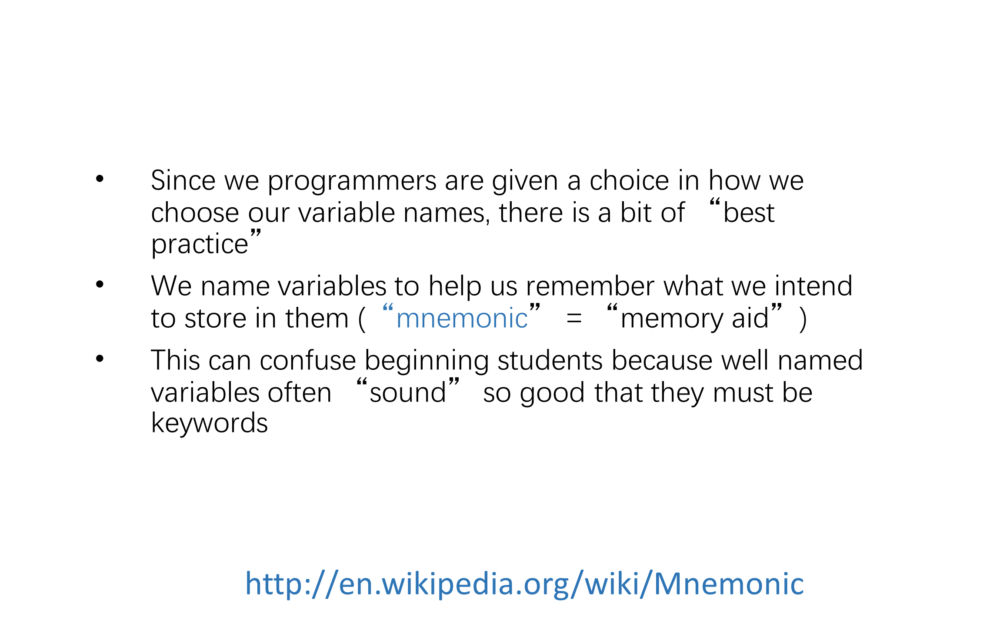 • Since we programmers are given a choice in how we
choose our variable names, there is a bit of “best
practice”
• We name variables to help us remember what we intend
to store in them (“mnemonic” = “memory aid”)
• This can confuse beginning students because well named
variables often “sound” so good that they must be
keywords
http://en.wikipedia.org/wiki/Mnemonic